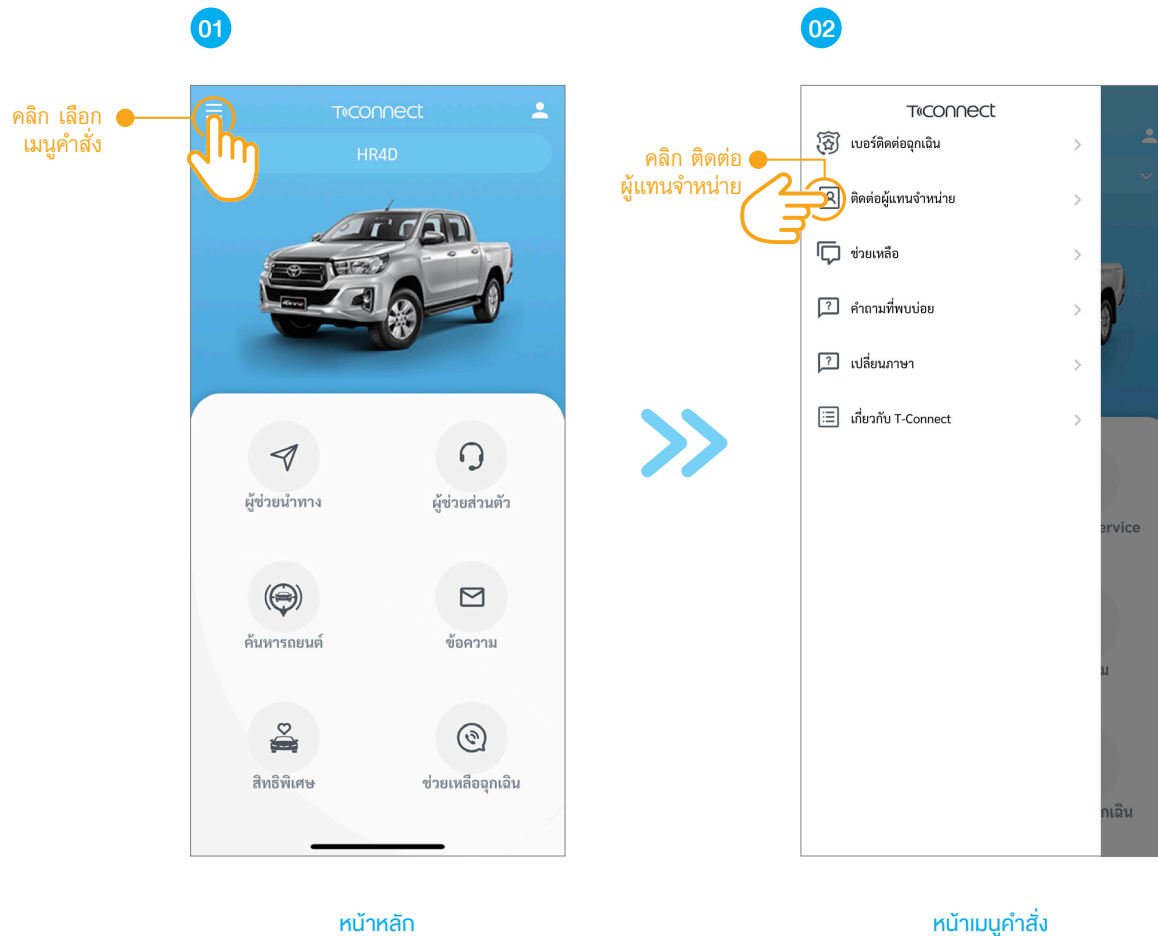 01
คลิก เลือก
เมนูคำสั่ง
T-CONNECT
HR4D
ผู้ช่วยนำทาง
ผู้ช่วยส่วนตัว
ค้นหารถยนต์
ข้อความ
สิทธิพิเศษ
ช่วยเหลือฉุกเฉิน
หน้าหลัก
02
คลิก ติดต่อ
ผู้แทนจำหน่าย
T-CONNECT
เบอร์ติดต่อฉุกเฉิน
ติดต่อผู้แทนจำหน่าย
ช่วยเหลือ
คำถามที่พบบ่อย
เปลี่ยนภาษา
เกี่ยวกับ T-Connect
ervice
ม
กเฉิน
หน้าเมนูคำสั่ง